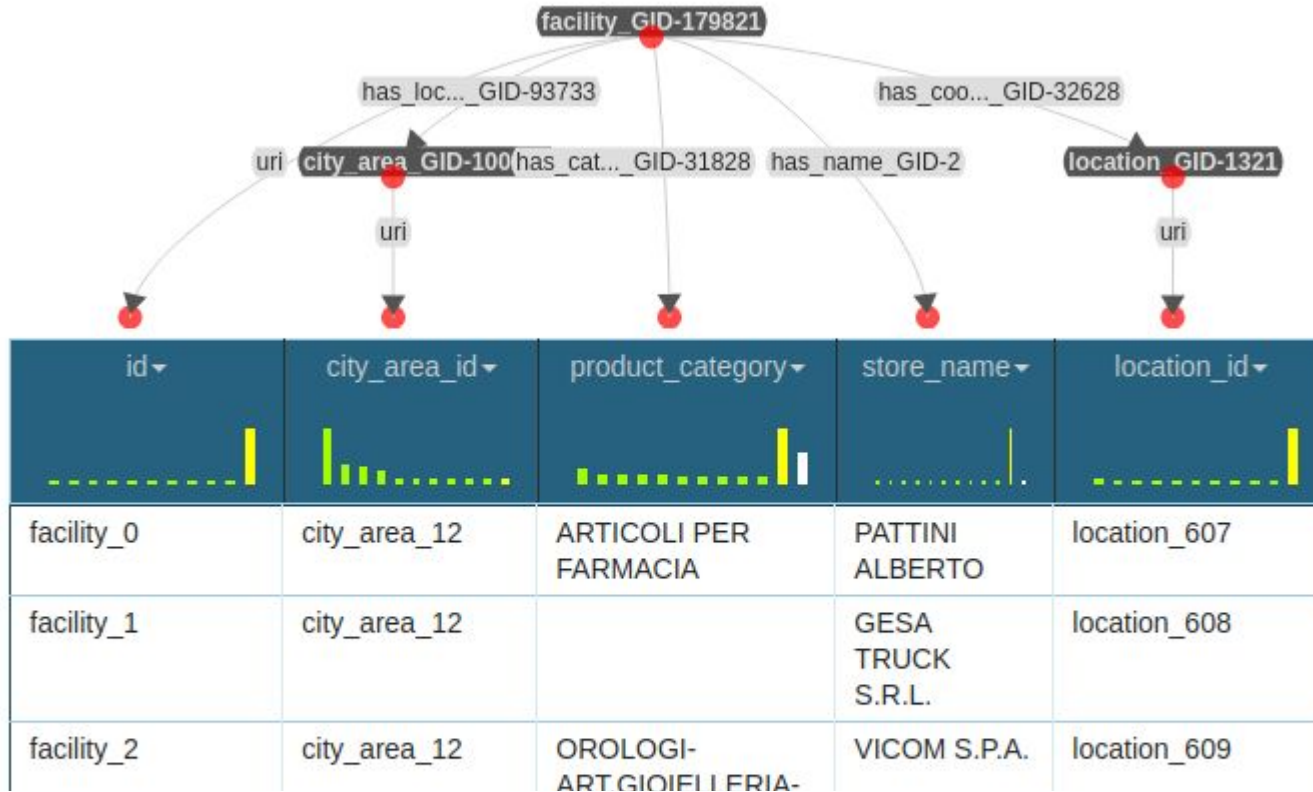 facility_GID-179821
has_loc..._GID-93733
has_coo..._GID-32628
uri
city_area_GID-100
has_cat..._GID-31828
has_name_GID-2
location_GID-1321
uri
uri
id
city_area_id
product_category
store_name
location_id
facility_0
city_area_12
ARTICOLI PER
FARMACIA
PATTINI
ALBERTO
location_607
facility_1
city_area_12
GESA
TRUCK
S.R.L.
location_608
facility_2
city_area_12
OROLOGI-
ART.GIOIELLERIA-
VICOM S.P.A.
location_609